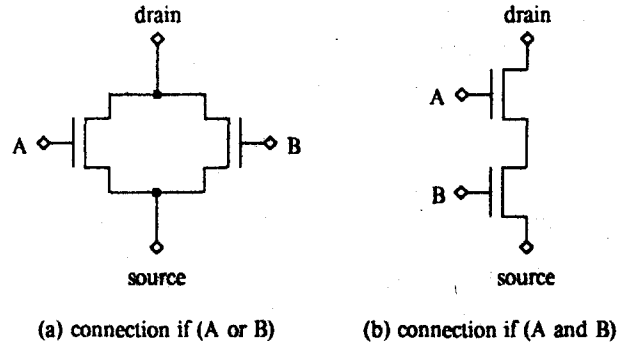 drain
A
B
source
(a) connection if (A or B)
drain
A
B
source
(b) connection if (A and B)